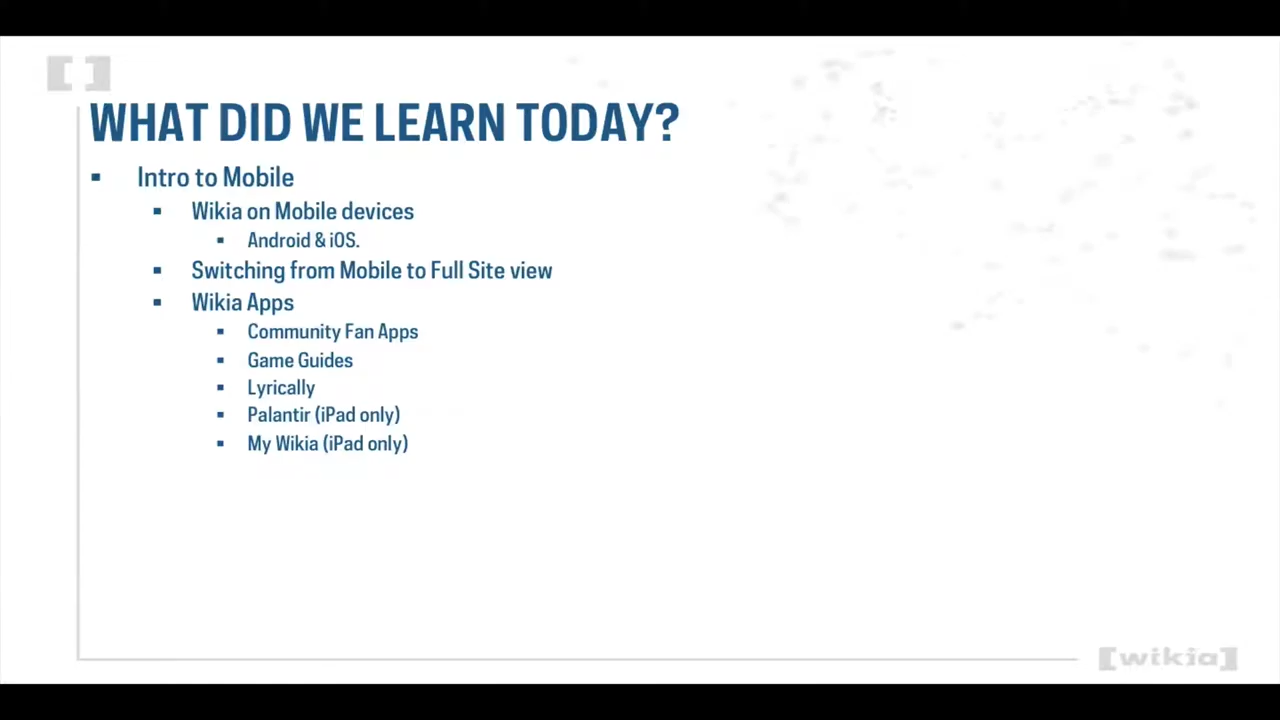 [ ]
WHAT DID WE LEARN TODAY?
▪ Intro to Mobile
▪ Wikia on Mobile devices
▪ Android & iOS.
▪ Switching from Mobile to Full Site view
▪ Wikia Apps
▪ Community Fan Apps
▪ Game Guides
▪ Lyrically
▪ Palantir (iPad only)
▪ My Wikia (iPad only)
[wikia]